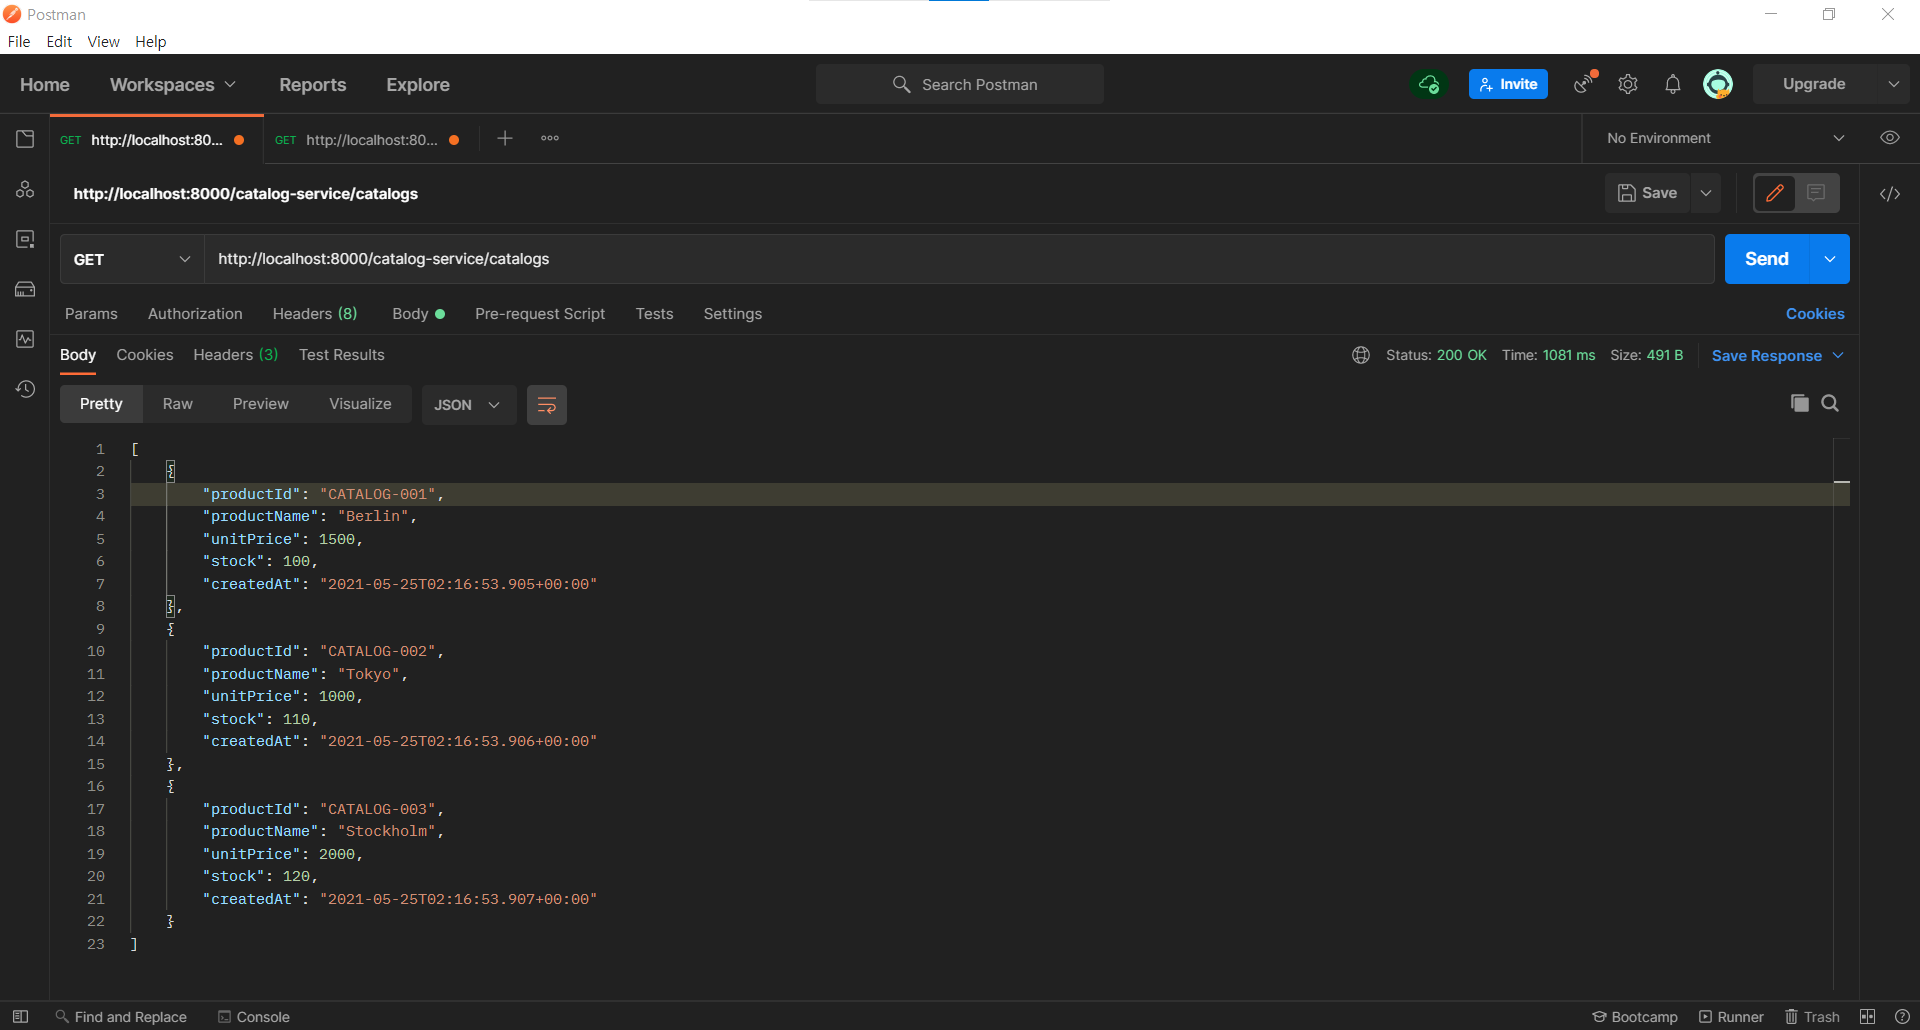 Postman
File Edit View Help
Home Workspaces Reports Explore Search Postman Invite Upgrade
GET http://localhost:80... GET http://localhost:80... No Environment
http://localhost:8000/catalog-service/catalogs Save
GET http://localhost:8000/catalog-service/catalogs Send
Params Authorization Headers (8) Body Pre-request Script Tests Settings Cookies
Body Cookies Headers (3) Test Results Status: 200 OK Time: 1081 ms Size: 491 B Save Response
Pretty Raw Preview Visualize JSON
1 [
2 {
3 "productId": "CATALOG-001",
4 "productName": "Berlin",
5 "unitPrice": 1500,
6 "stock": 100,
7 "createdAt": "2021-05-25T02:16:53.905+00:00"
8 },
9 {
10 "productId": "CATALOG-002",
11 "productName": "Tokyo",
12 "unitPrice": 1000,
13 "stock": 110,
14 "createdAt": "2021-05-25T02:16:53.906+00:00"
15 },
16 {
17 "productId": "CATALOG-003",
18 "productName": "Stockholm",
19 "unitPrice": 2000,
20 "stock": 120,
21 "createdAt": "2021-05-25T02:16:53.907+00:00"
22 }
23 ]
Find and Replace Console Bootcamp Runner Trash